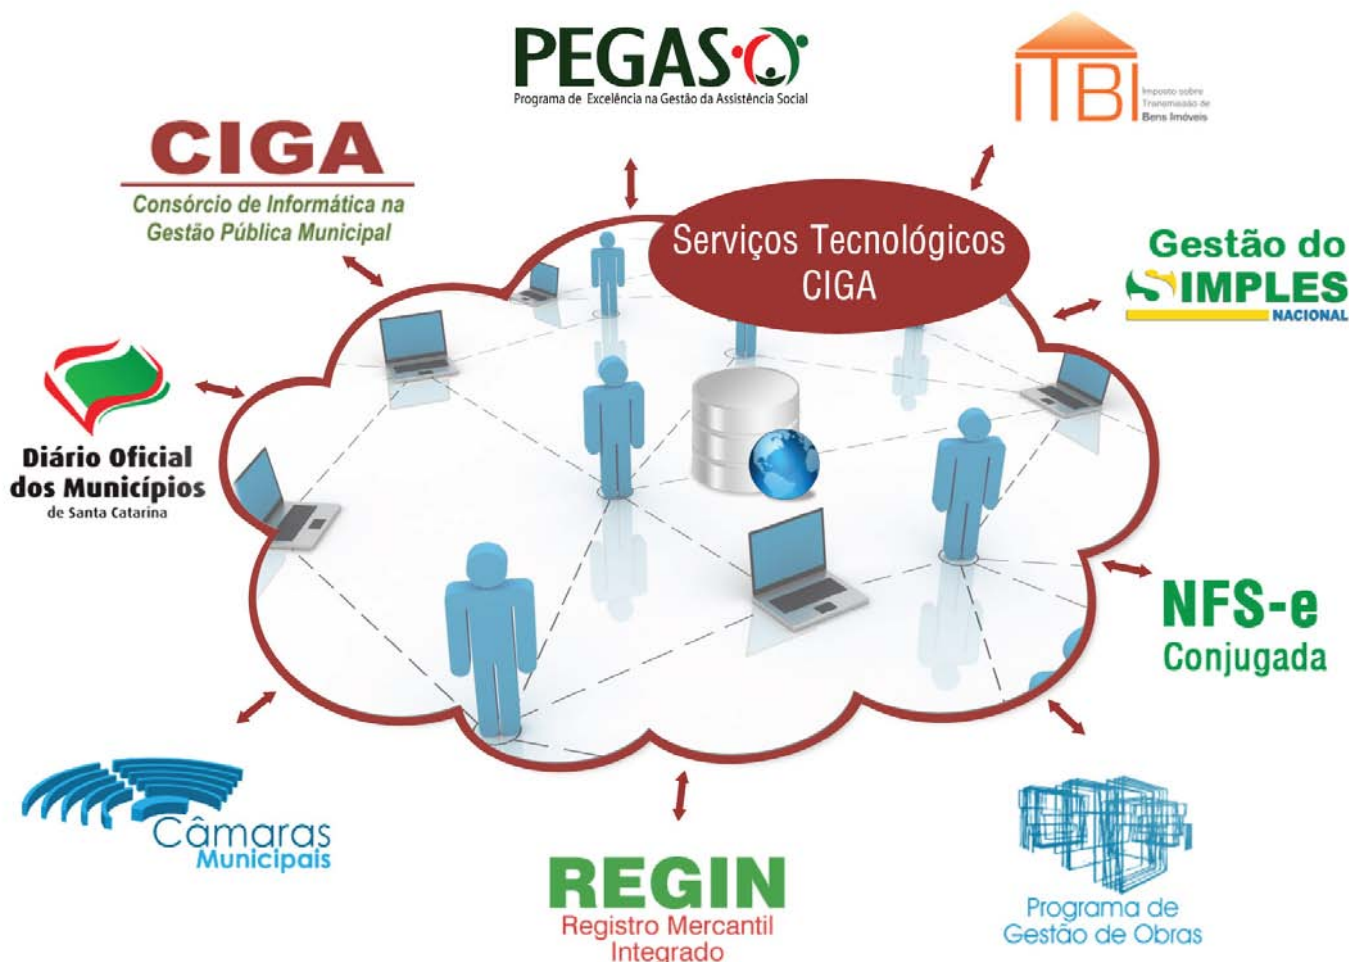 PEGASO
Programa de Excelência na Gestão da Assistência Social
ITBI
Imposto sobre
Transmissão de
Bens Imóveis
CIGA
Consórcio de Informática na
Gestão Pública Municipal
Serviços Tecnológicos
CIGA
Gestão do
SIMPLES
NACIONAL
Diário Oficial
dos Municípios
de Santa Catarina
NFS-e
Conjugada
Câmaras
Municipais
REGIN
Registro Mercantil
Integrado
Programa de
Gestão de Obras